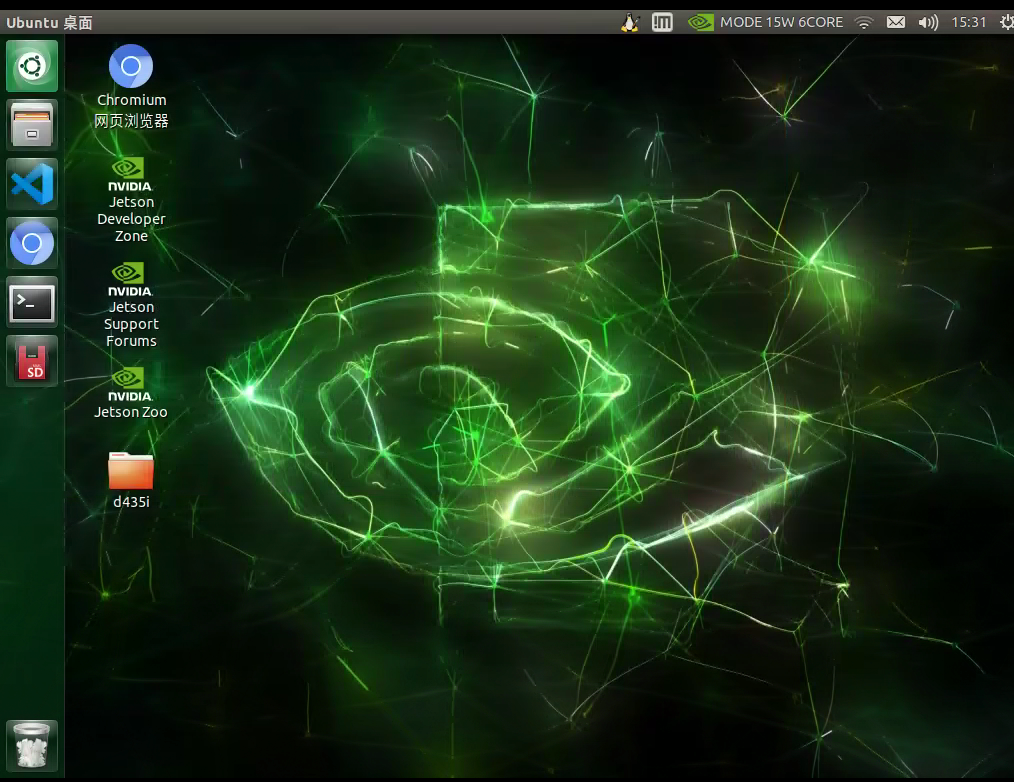 Ubuntu 桌面
MODE 15W 6CORE
15:31
Chromium
网页浏览器
NVIDIA.
Jetson
Developer
Zone
NVIDIA.
Jetson
Support
Forums
NVIDIA.
Jetson Zoo
d435i
>_
SD